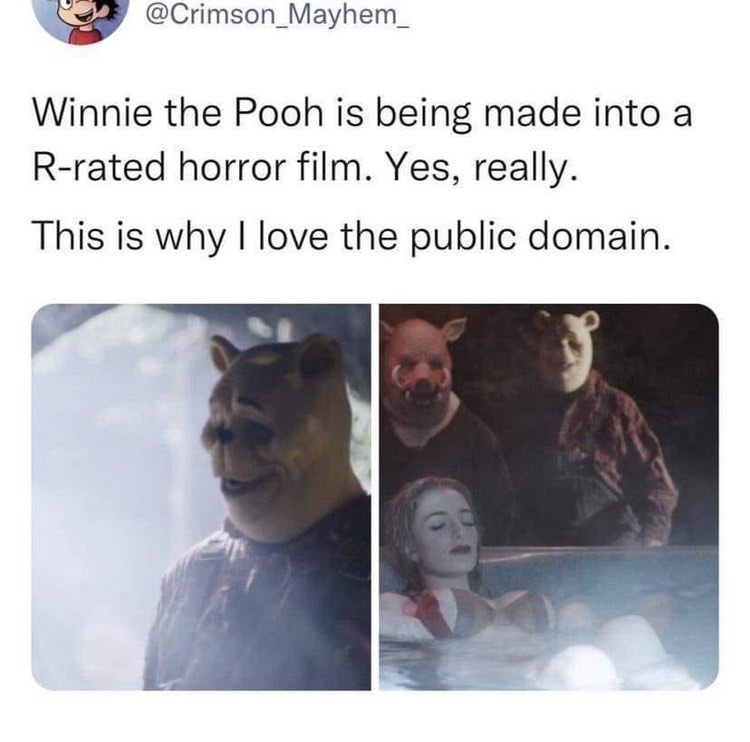 @Crimson_Mayhem_
Winnie the Pooh is being made into a
R-rated horror film. Yes, really.
This is why I love the public domain.